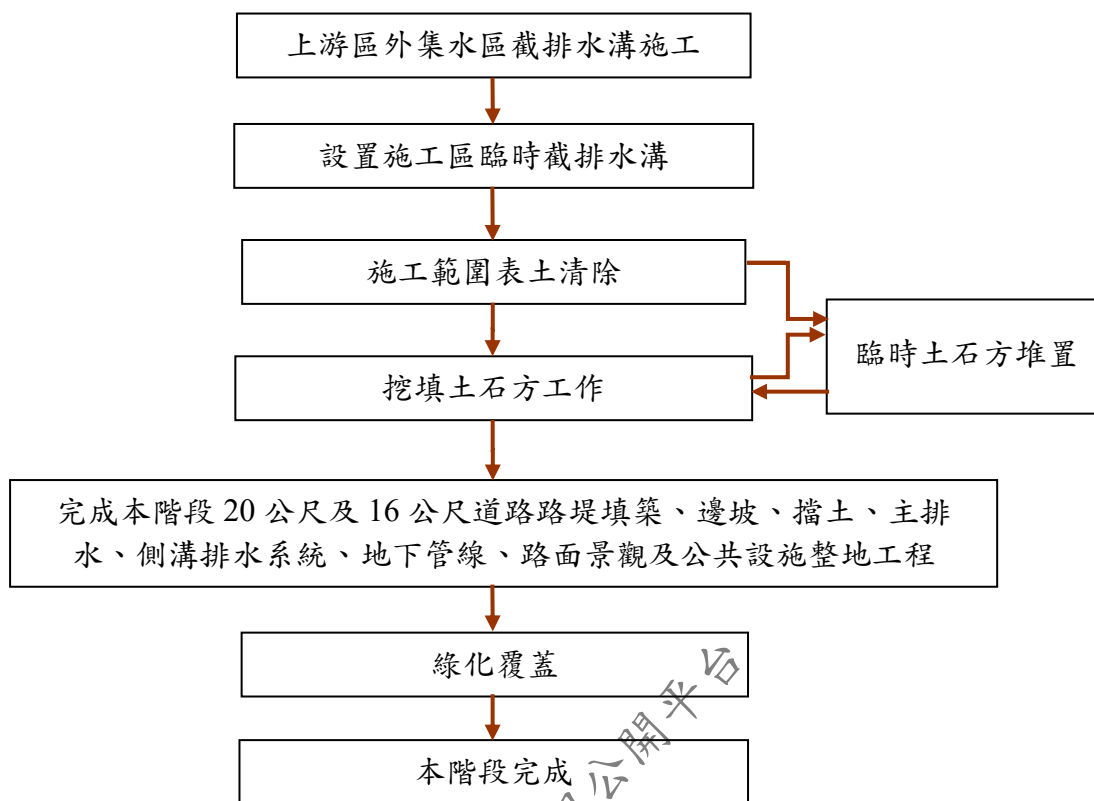 上游區外集水區截排水溝施工
設置施工區臨時截排水溝
施工範圍表土清除
臨時土石方堆置
挖填土石方工作
完成本階段 20 公尺及 16 公尺道路路堤填築、邊坡、擋土、主排
水、側溝排水系統、地下管線、路面景觀及公共設施整地工程
綠化覆蓋
本階段完成
公開平台